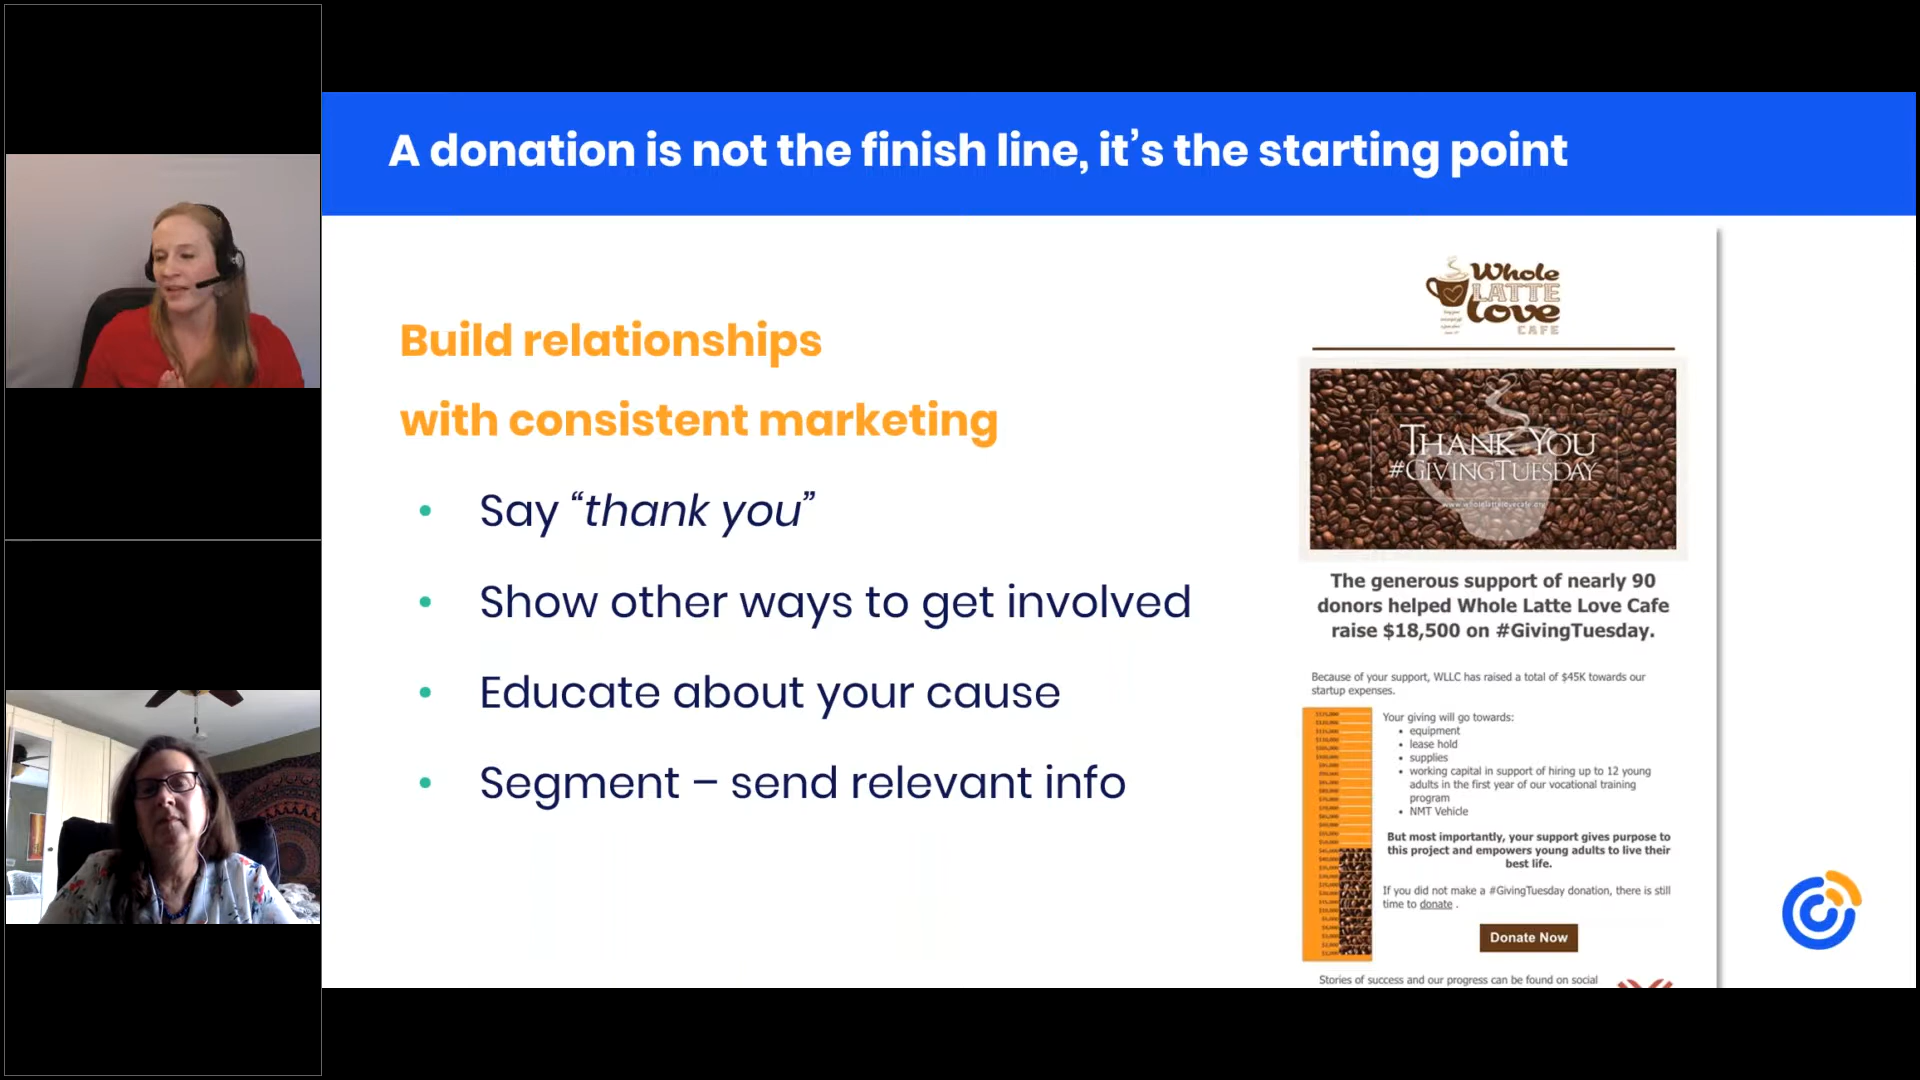 A donation is not the finish line, it's the starting point
Build relationships
with consistent marketing
• Say “thank you”
• Show other ways to get involved
• Educate about your cause
• Segment – send relevant info
Whole
LATTE
Love
CAFE
THANK YOU
#GIVINGTUESDAY
The generous support of nearly 90
donors helped Whole Latte Love Cafe
raise $18,500 on #GivingTuesday.
Because of your support, WLLC has raised a total of $45K towards our
startup expenses.
Your giving will go towards:
• equipment
• lease hold
• supplies
• working capital in support of hiring up to 12 young
adults in the first year of our vocational training
program
• NMT Vehicle
But most importantly, your support gives purpose to
this project and empowers young adults to live their
best life.
If you did not make a #GivingTuesday donation, there is still
time to donate .
Donate Now
Stories of success and our progress can be found on social